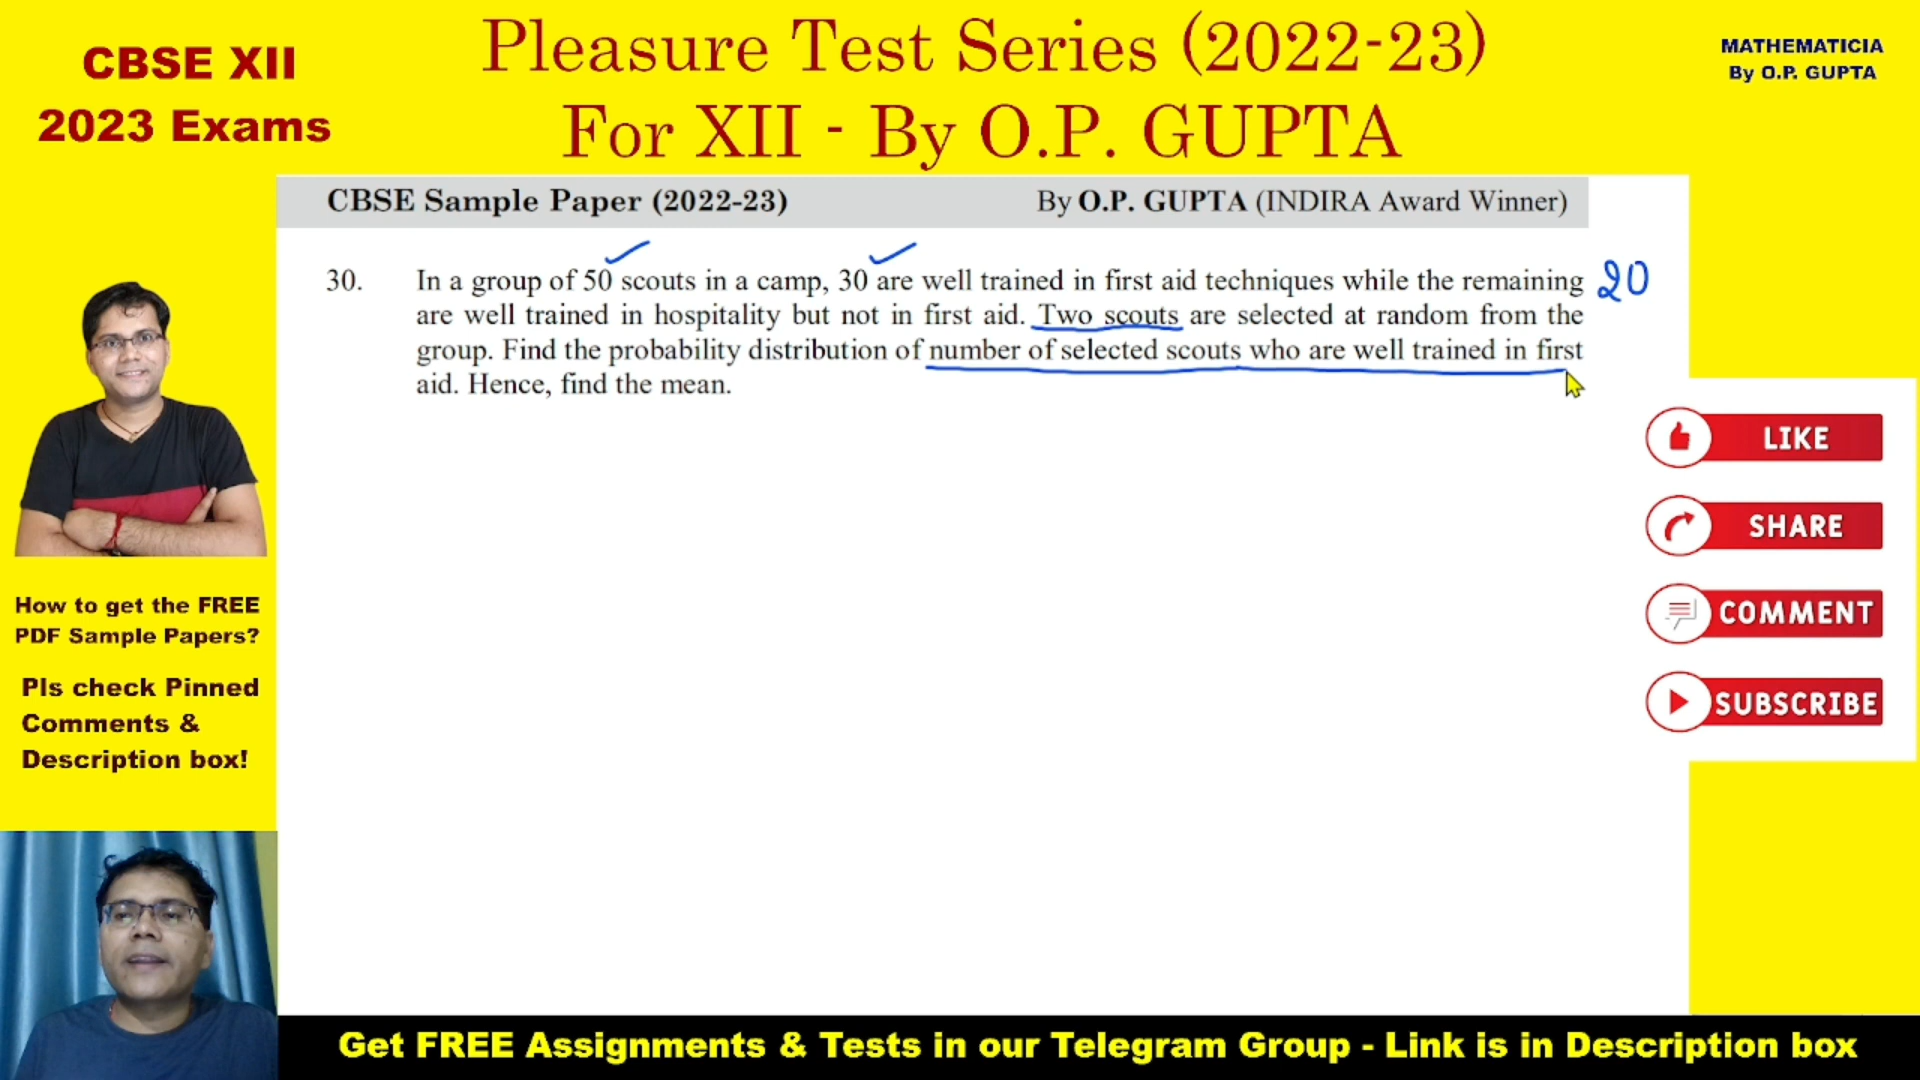 CBSE XII
2023 Exams
Pleasure Test Series (2022-23)
For XII - By O.P. GUPTA
MATHEMATICIA
By O.P. GUPTA
CBSE Sample Paper (2022-23)
By O.P. GUPTA (INDIRA Award Winner)
30. In a group of 50 scouts in a camp, 30 are well trained in first aid techniques while the remaining 20
are well trained in hospitality but not in first aid. Two scouts are selected at random from the
group. Find the probability distribution of number of selected scouts who are well trained in first
aid. Hence, find the mean.
LIKE
SHARE
COMMENT
SUBSCRIBE
How to get the FREE
PDF Sample Papers?
Pls check Pinned
Comments &
Description box!
Get FREE Assignments & Tests in our Telegram Group - Link is in Description box